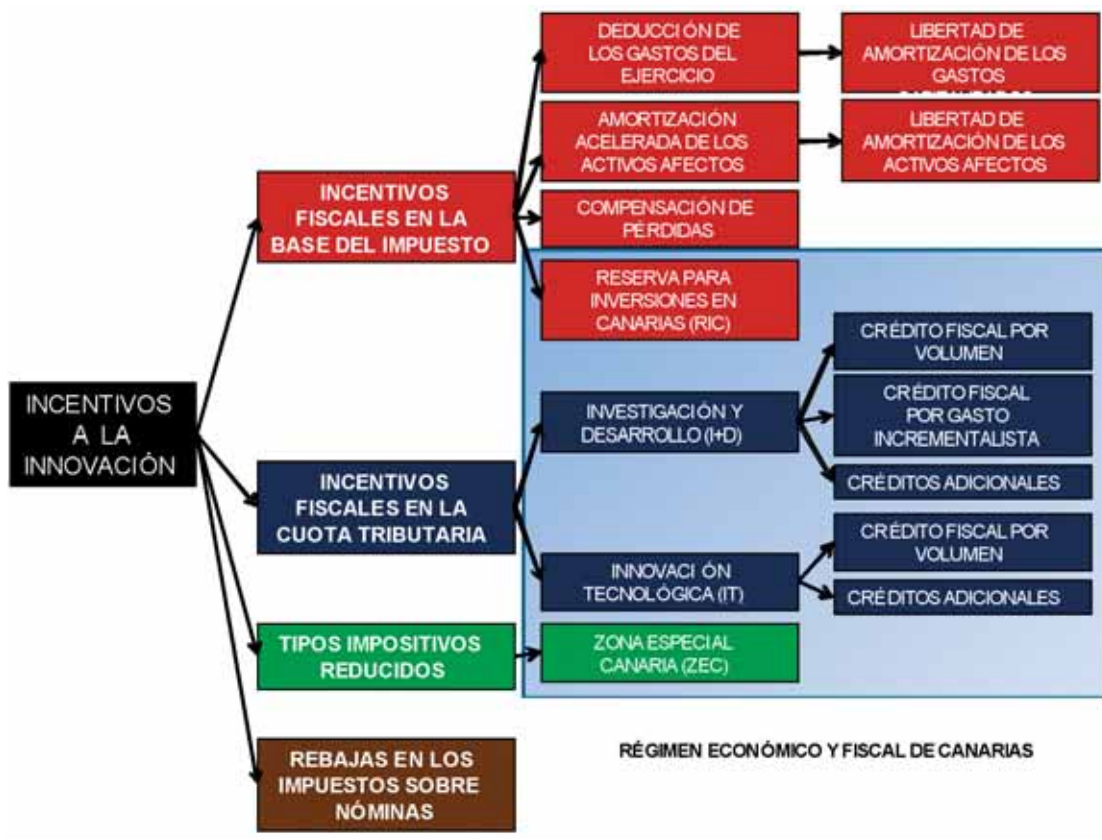 DEDUCCIÓN DE
LOS GASTOS DEL
EJERCICIO
LIBERTAD DE
AMORTIZACIÓN DE LOS
GASTOS
AMORTIZACIÓN
ACELERADA DE LOS
ACTIVOS AFECTOS
LIBERTAD DE
AMORTIZACIÓN DE LOS
ACTIVOS AFECTOS
INCENTIVOS
FISCALES EN LA
BASE DEL IMPUESTO
COMPENSACIÓN DE
PÉRDIDAS
RESERVA PARA
INVERSIONES EN
CANARIAS (RIC)
INCENTIVOS
A LA
INNOVACIÓN
INCENTIVOS
FISCALES EN LA
CUOTA TRIBUTARIA
INVESTIGACIÓN Y
DESARROLLO (I+D)
CRÉDITO FISCAL POR
VOLUMEN
CRÉDITO FISCAL
POR GASTO
INCREMENTALISTA
CRÉDITOS ADICIONALES
INNOVACIÓN
TECNOLÓGICA (IT)
CRÉDITO FISCAL POR
VOLUMEN
CRÉDITOS ADICIONALES
TIPOS IMPOSITIVOS
REDUCIDOS
ZONA ESPECIAL
CANARIA (ZEC)
REBAJAS EN LOS
IMPUESTOS SOBRE
NÓMINAS
RÉGIMEN ECONÓMICO Y FISCAL DE CANARIAS